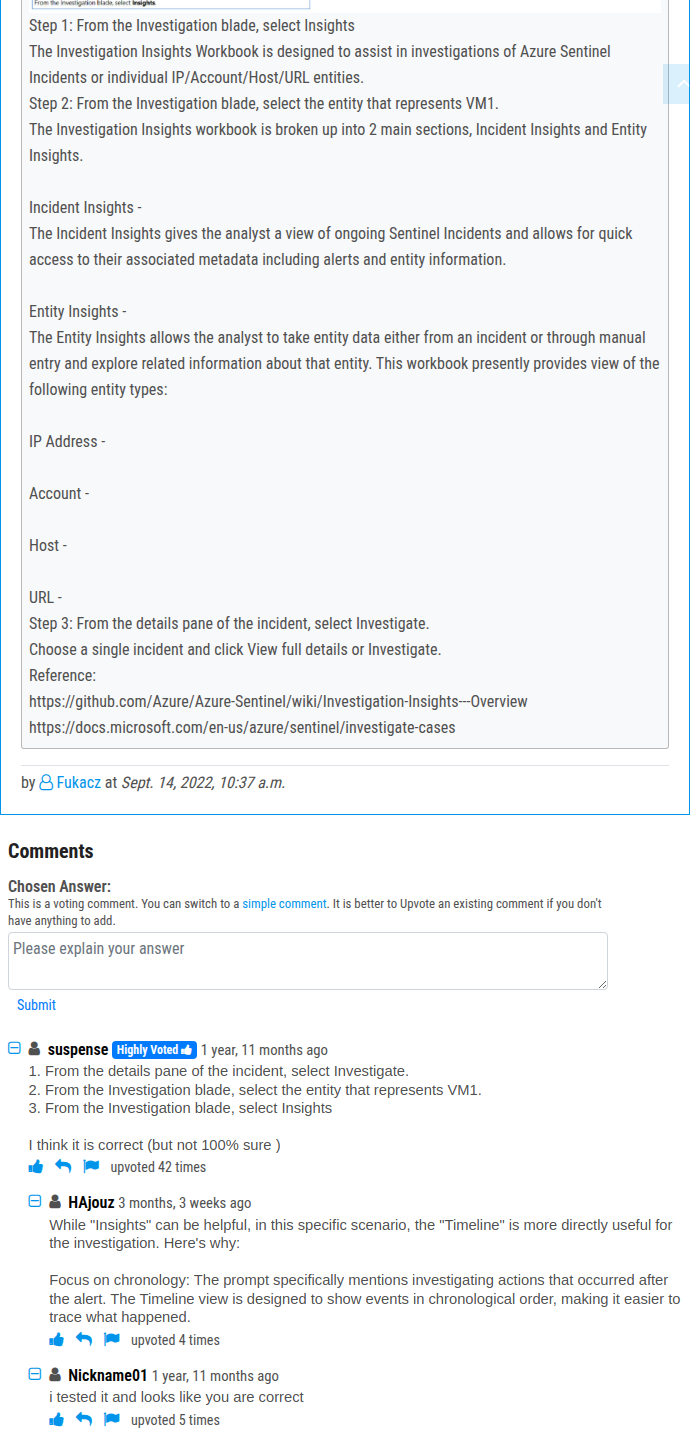 From the Investigation blade, select Insights.
Step 1: From the Investigation blade, select Insights
The Investigation Insights Workbook is designed to assist in investigations of Azure Sentinel
Incidents or individual IP/Account/Host/URL entities.
Step 2: From the Investigation blade, select the entity that represents VM1.
The Investigation Insights workbook is broken up into 2 main sections, Incident Insights and Entity
Insights.
Incident Insights -
The Incident Insights gives the analyst a view of ongoing Sentinel Incidents and allows for quick
access to their associated metadata including alerts and entity information.
Entity Insights -
The Entity Insights allows the analyst to take entity data either from an incident or through manual
entry and explore related information about that entity. This workbook presently provides view of the
following entity types:
IP Address -
Account -
Host -
URL -
Step 3: From the details pane of the incident, select Investigate.
Choose a single incident and click View full details or Investigate.
Reference:
https://github.com/Azure/Azure-Sentinel/wiki/Investigation-Insights---Overview
https://docs.microsoft.com/en-us/azure/sentinel/investigate-cases
by Fukacz at Sept. 14, 2022, 10:37 a.m.
Comments
Chosen Answer:
This is a voting comment. You can switch to a simple comment. It is better to Upvote an existing comment if you don't
have anything to add.
Please explain your answer
Submit
suspense Highly Voted 1 year, 11 months ago
1. From the details pane of the incident, select Investigate.
2. From the Investigation blade, select the entity that represents VM1.
3. From the Investigation blade, select Insights
I think it is correct (but not 100% sure )
upvoted 42 times
HAjouz 3 months, 3 weeks ago
While "Insights" can be helpful, in this specific scenario, the "Timeline" is more directly useful for
the investigation. Here's why:
Focus on chronology: The prompt specifically mentions investigating actions that occurred after
the alert. The Timeline view is designed to show events in chronological order, making it easier to
trace what happened.
upvoted 4 times
Nickname01 1 year, 11 months ago
i tested it and looks like you are correct
upvoted 5 times